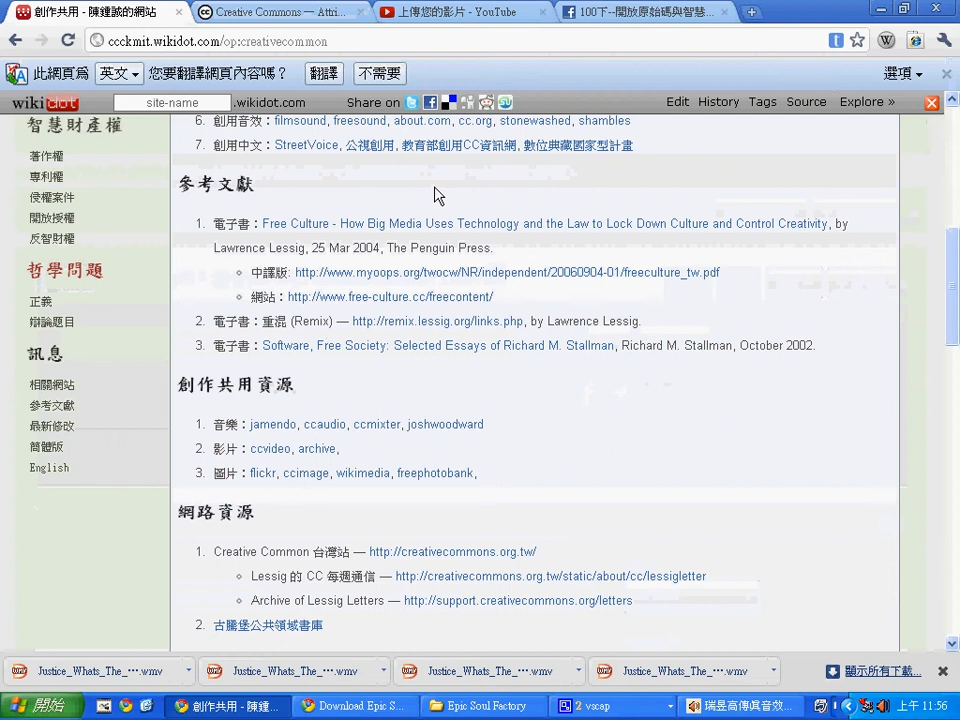 創作共用 - 陳鍾誠的網站
Creative Commons — Attri...
上傳您的影片 - YouTube
100下--開放原始碼與智慧...
ccckmit.wikidot.com/op:creativecommon
此網頁為 英文 您要翻譯網頁內容嗎？ 翻譯 不需要 選項
wikidot site-name .wikidot.com Share on Edit History Tags Source Explore »
智慧財產權
著作權
專利權
侵權案件
開放授權
反智財權
哲學問題
正義
辯論題目
訊息
相關網站
參考文獻
最新修改
簡體版
English
6. 創用音效：filmsound, freesound, about.com, cc.org, stonewashed, shambles
7. 創用中文：StreetVoice, 公視創用, 教育部創用CC資訊網, 數位典藏國家型計畫
參考文獻
1. 電子書：Free Culture - How Big Media Uses Technology and the Law to Lock Down Culture and Control Creativity, by
Lawrence Lessig, 25 Mar 2004, The Penguin Press.
中譯版: http://www.myoops.org/twocw/NR/independent/20060904-01/freeculture_tw.pdf
網站：http://www.free-culture.cc/freecontent/
2. 電子書：重混 (Remix) — http://remix.lessig.org/links.php, by Lawrence Lessig.
3. 電子書：Software, Free Society: Selected Essays of Richard M. Stallman, Richard M. Stallman, October 2002.
創作共用資源
1. 音樂：jamendo, ccaudio, ccmixter, joshwoodward
2. 影片：ccvideo, archive,
3. 圖片：flickr, ccimage, wikimedia, freephotobank,
網路資源
1. Creative Common 台灣站 — http://creativecommons.org.tw/
Lessig 的 CC 每週通信 — http://creativecommons.org.tw/static/about/cc/lessigletter
Archive of Lessig Letters — http://support.creativecommons.org/letters
2. 古騰堡公共領域書庫
Justice_Whats_The_...wmv
Justice_Whats_The_...wmv
Justice_Whats_The_...wmv
Justice_Whats_The_...wmv
顯示所有下載...
開始
創作共用 - 陳鍾...
Download Epic S...
Epic Soul Factory
2 vscap
瑞昱高傳真音效...
上午 11:56